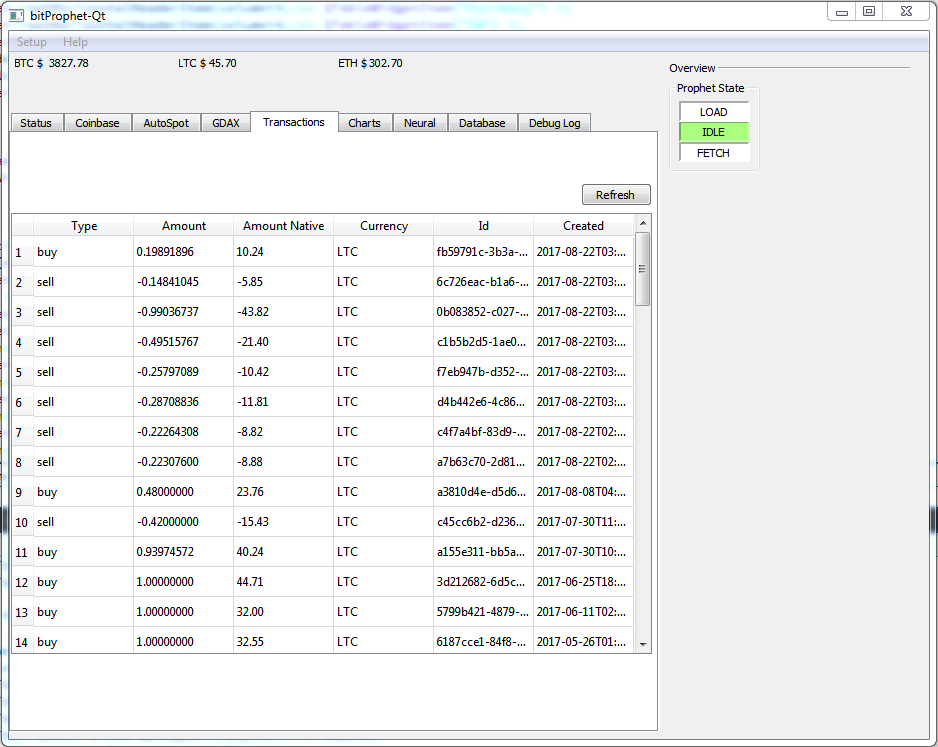 bitProphet-Qt
Setup Help
BTC $ 3827.78 LTC $ 45.70 ETH $ 302.70
Overview
Prophet State
LOAD
IDLE
FETCH
Status Coinbase AutoSpot GDAX Transactions Charts Neural Database Debug Log
Refresh
Type Amount Amount Native Currency Id Created
1 buy 0.19891896 10.24 LTC fb59791c-3b3a-... 2017-08-22T03:...
2 sell -0.14841045 -5.85 LTC 6c726eac-b1a6-... 2017-08-22T03:...
3 sell -0.99036737 -43.82 LTC 0b083852-c027-... 2017-08-22T03:...
4 sell -0.49515767 -21.40 LTC c1b5b2d5-1ae0... 2017-08-22T03:...
5 sell -0.25797089 -10.42 LTC f7eb947b-d352-... 2017-08-22T03:...
6 sell -0.28708836 -11.81 LTC d4b442e6-4c86... 2017-08-22T03:...
7 sell -0.22264308 -8.82 LTC c4f7a4bf-83d9-... 2017-08-22T02:...
8 sell -0.22307600 -8.88 LTC a7b63c70-2d81... 2017-08-22T02:...
9 buy 0.48000000 23.76 LTC a3810d4e-d5d6... 2017-08-08T04:...
10 sell -0.42000000 -15.43 LTC c45cc6b2-d236... 2017-07-30T11:...
11 buy 0.93974572 40.24 LTC a155e311-bb5a... 2017-07-30T10:...
12 buy 1.00000000 44.71 LTC 3d212682-6d5c... 2017-06-25T18:...
13 buy 1.00000000 32.00 LTC 5799b421-4879-... 2017-06-11T02:...
14 buy 1.00000000 32.55 LTC 6187cce1-84f8-... 2017-05-26T01:...